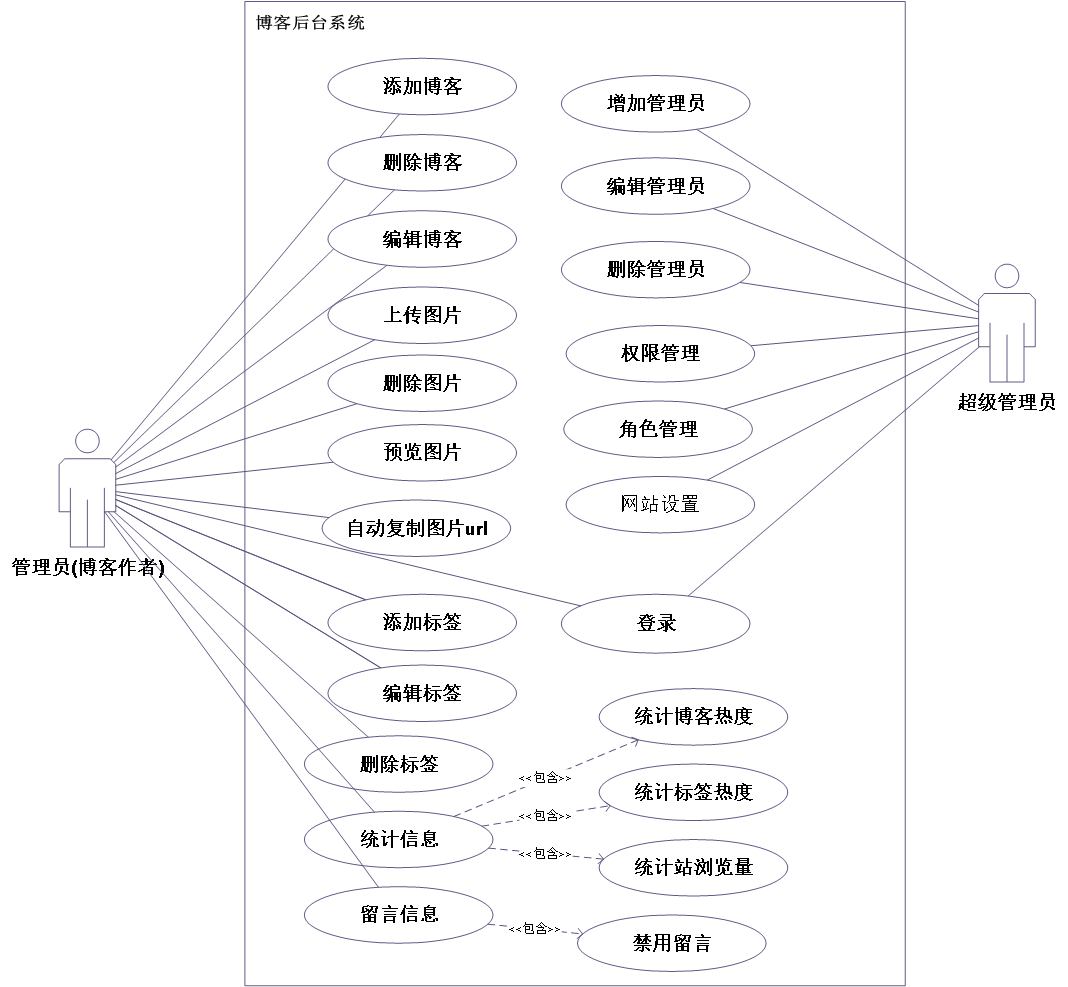 博客后台系统
添加博客
增加管理员
删除博客
编辑管理员
编辑博客
删除管理员
上传图片
权限管理
删除图片
超级管理员
角色管理
预览图片
网站设置
自动复制图片url
管理员(博客作者)
添加标签
登录
编辑标签
统计博客热度
删除标签
<<包含>>
统计标签热度
<<包含>>
统计信息
<<包含>>
统计站浏览量
留言信息
<<包含>>
禁用留言